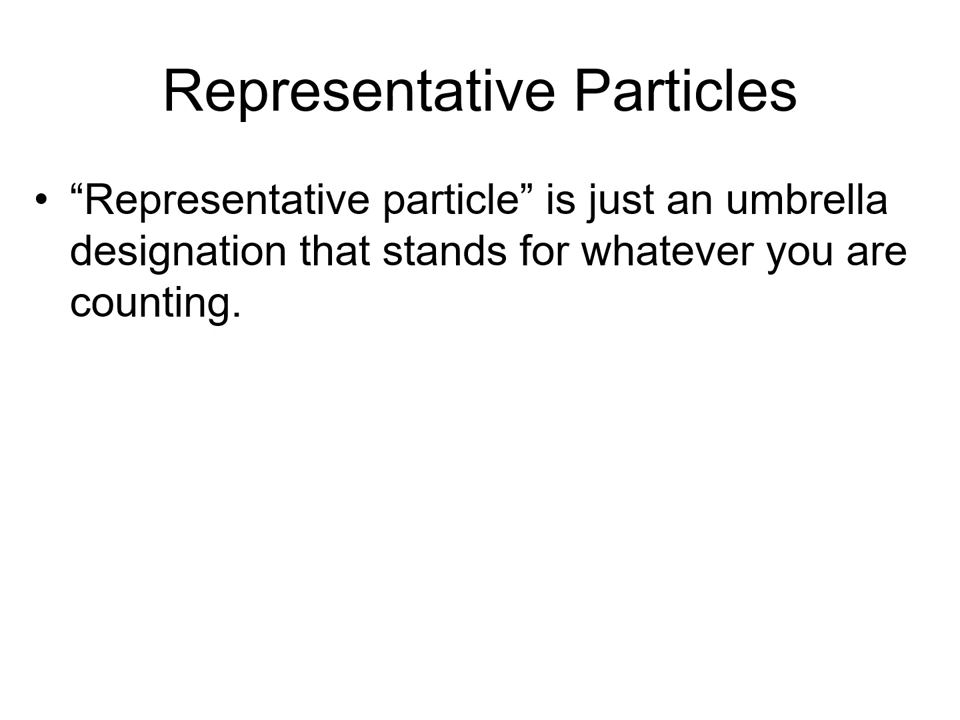 Representative Particles
• “Representative particle” is just an umbrella
designation that stands for whatever you are
counting.